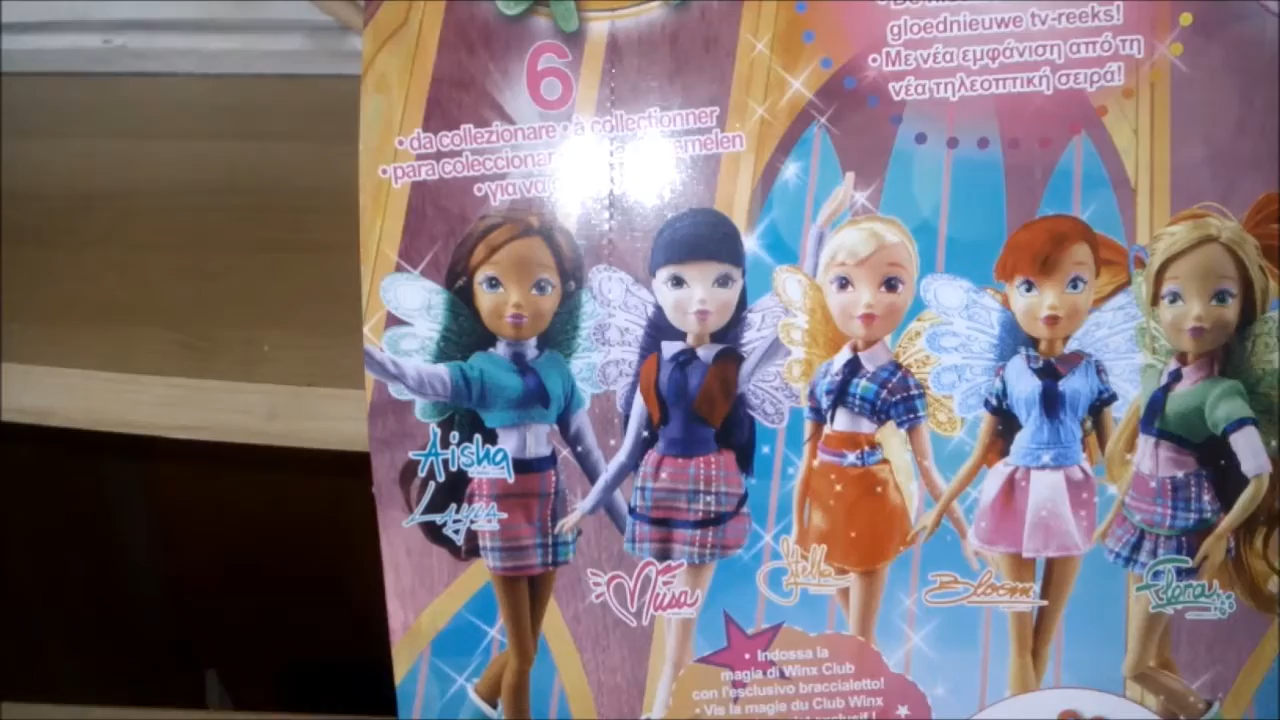 gloednieuwe tv-reeks!
• Με νέα εμφάνιση από τη
νέα τηλεοπτική σειρά!
6
• da collezionare • à collectionner
• para coleccionar
• για να
Aisha
Layla
Musa
Stella
Bloom
Flora
• Indossa la
magia di Winx Club
con l'esclusivo braccialetto!
• Vis la magie du Club Winx